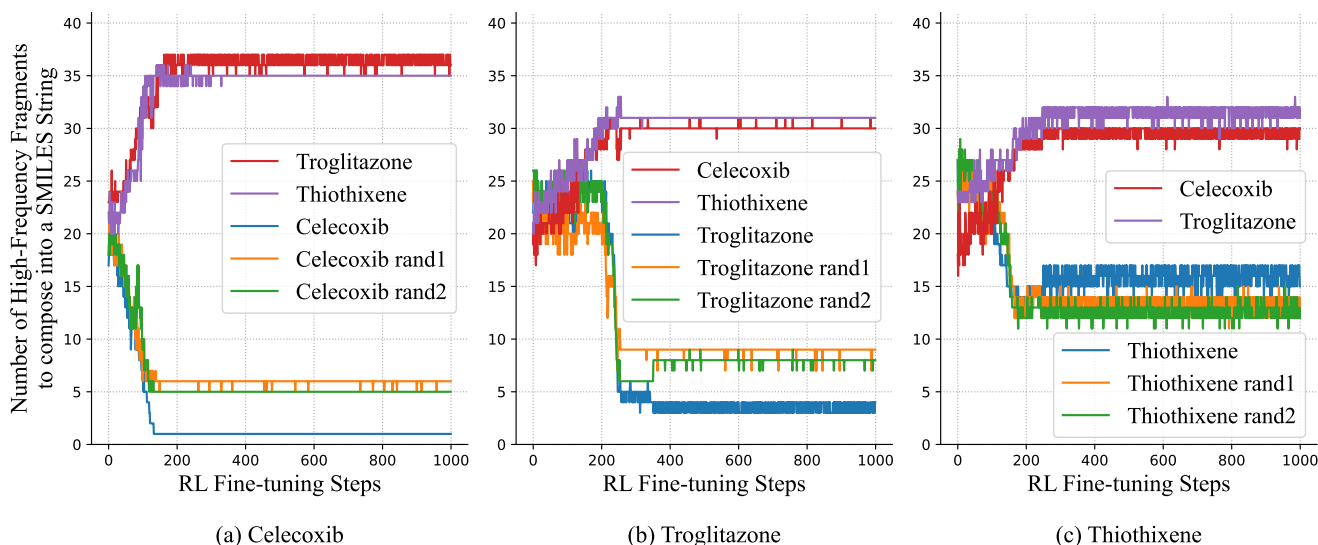 Number of High-Frequency Fragments
to compose into a SMILES String
40
35
30
25
20
15
10
5
0
Troglitazone
Thiothixene
Celecoxib
Celecoxib rand1
Celecoxib rand2
0 200 400 600 800 1000
RL Fine-tuning Steps
(a) Celecoxib
40
35
30
25
20
15
10
5
0
Celecoxib
Thiothixene
Troglitazone
Troglitazone rand1
Troglitazone rand2
0 200 400 600 800 1000
RL Fine-tuning Steps
(b) Troglitazone
40
35
30
25
20
15
10
5
0
Celecoxib
Troglitazone
Thiothixene
Thiothixene rand1
Thiothixene rand2
0 200 400 600 800 1000
RL Fine-tuning Steps
(c) Thiothixene